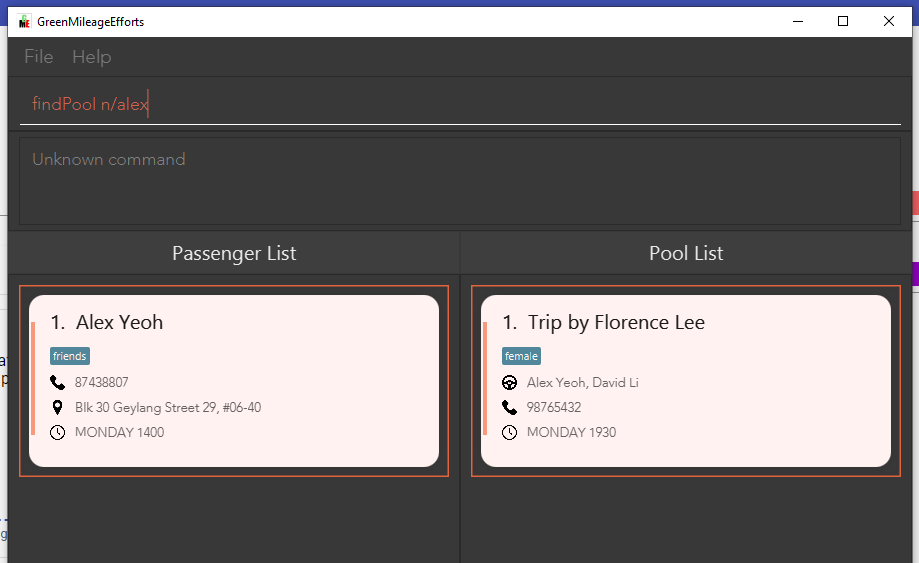 GreenMileageEfforts
File Help
findPool n/alex
Unknown command
Passenger List
Pool List
1. Alex Yeoh
friends
87438807
Blk 30 Geylang Street 29, #06-40
MONDAY 1400
1. Trip by Florence Lee
female
Alex Yeoh, David Li
98765432
MONDAY 1930